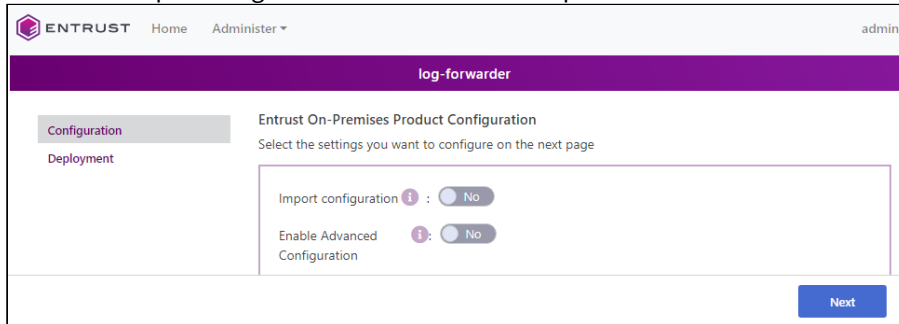 ENTRUST Home Administer admin
log-forwarder
Configuration
Deployment
Entrust On-Premises Product Configuration
Select the settings you want to configure on the next page
Import configuration i : No
Enable Advanced Configuration i : No
Next